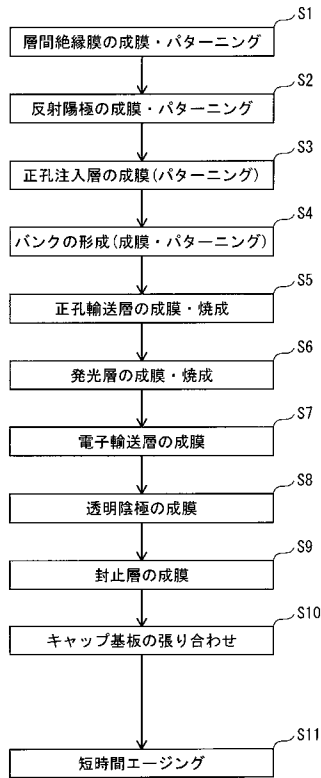 S1
層間絶縁膜の成膜・パターニング
S2
反射陽極の成膜・パターニング
S3
正孔注入層の成膜(パターニング)
S4
バンクの形成(成膜・パターニング)
S5
正孔輸送層の成膜・焼成
S6
発光層の成膜・焼成
S7
電子輸送層の成膜
S8
透明陰極の成膜
S9
封止層の成膜
S10
キャップ基板の張り合わせ
S11
短時間エージング